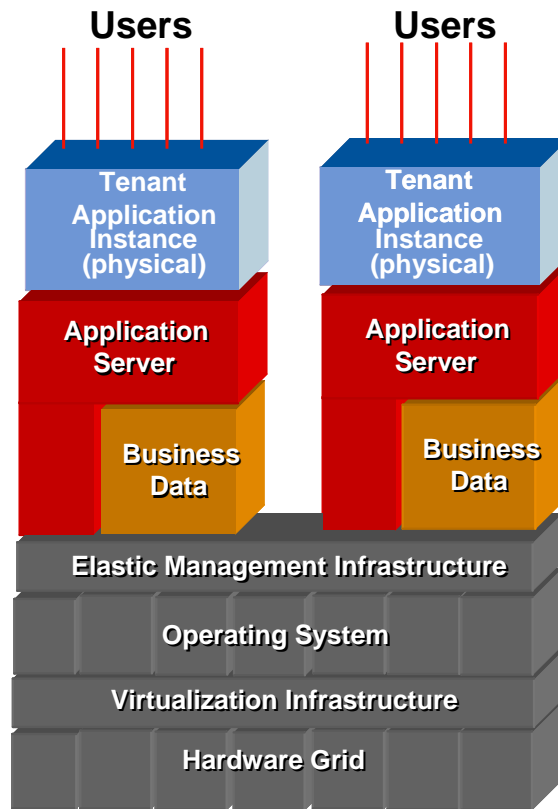 Users
Tenant
Application
Instance
(physical)
Application
Server
Business
Data
Users
Tenant
Application
Instance
(physical)
Application
Server
Business
Data
Elastic Management Infrastructure
Operating System
Virtualization Infrastructure
Hardware Grid